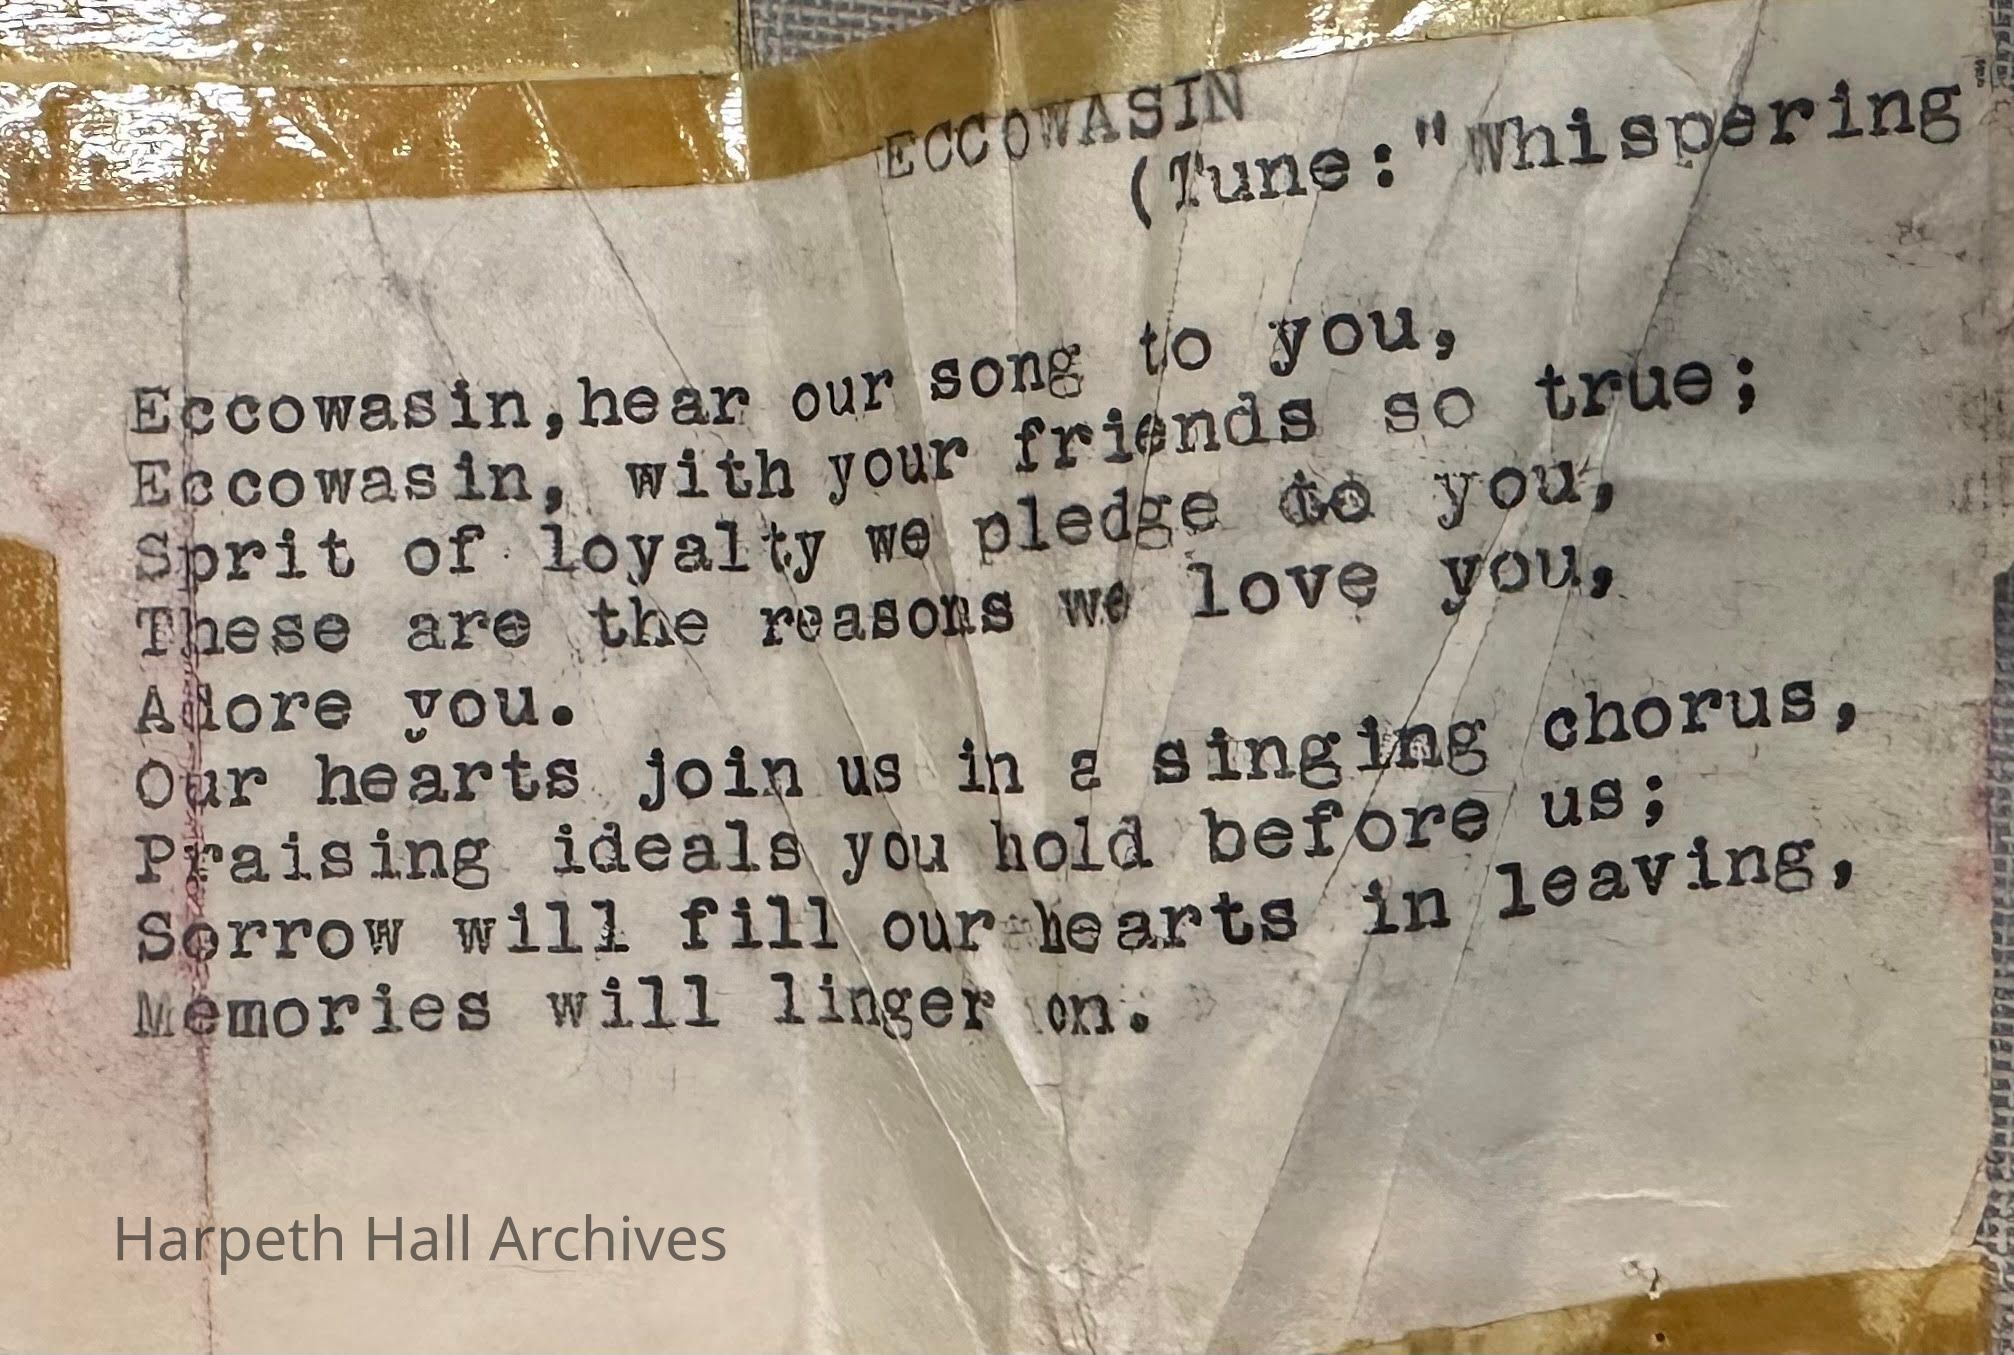 ECCOWASIN
(Tune:"Whispering"
Eccowasin,hear our song to you,
Eccowasin, with your friends so true;
Sprit of loyalty we pledge to you,
These are the reasons we love you,
Adore you.
Our hearts join us in a singing chorus,
Praising ideals you hold before us;
Sorrow will fill our hearts in leaving,
Memories will linger on.
Harpeth Hall Archives